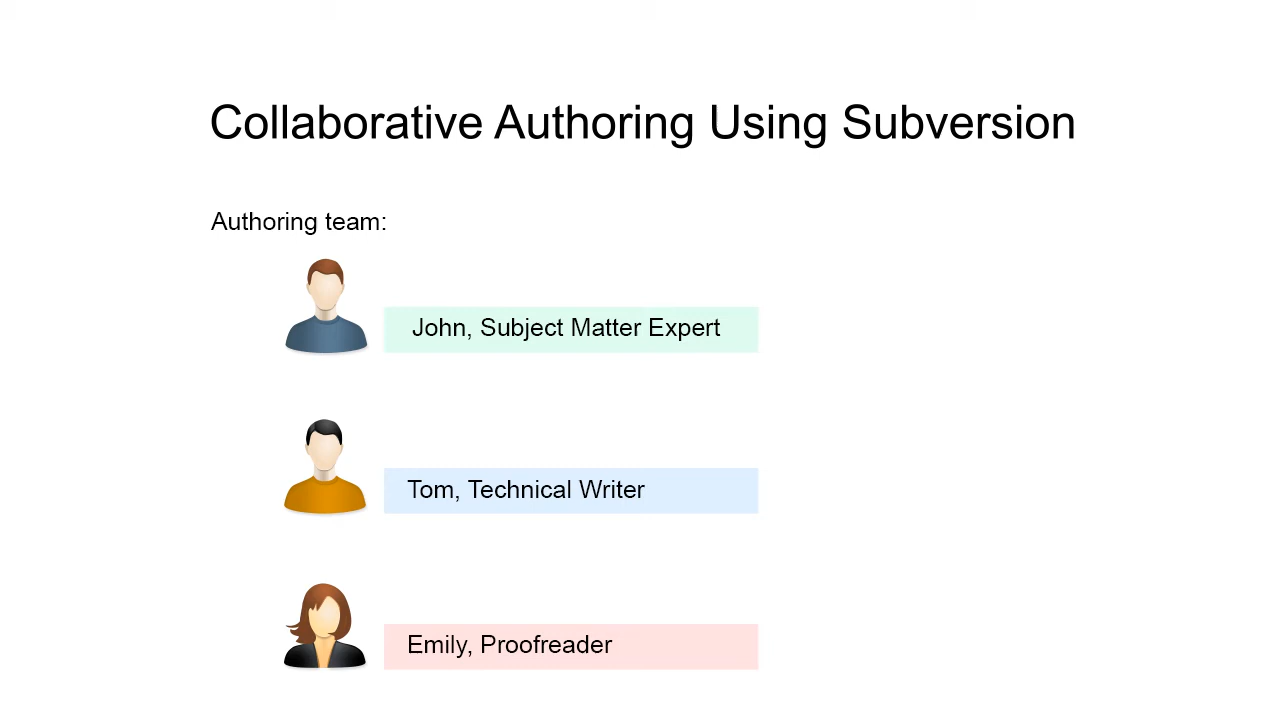 Collaborative Authoring Using Subversion
Authoring team:
John, Subject Matter Expert
Tom, Technical Writer
Emily, Proofreader